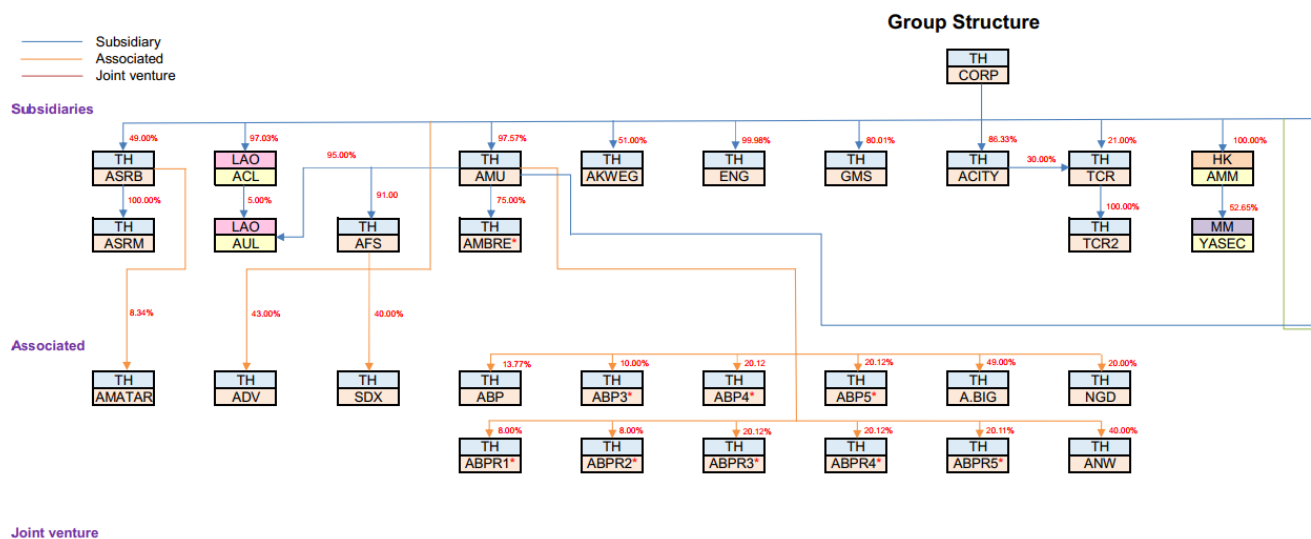 Group Structure
Subsidiary
Associated
Joint venture
TH
CORP
Subsidiaries
49.00%
97.03%
97.57%
51.00%
99.98%
80.01%
86.33%
21.00%
100.00%
TH
ASRB
LAO
ACL
95.00%
TH
AMU
TH
AKWEG
TH
ENG
TH
GMS
TH
ACITY
30.00%
TH
TCR
HK
AMM
100.00%
5.00%
91.00
75.00%
100.00%
52.65%
TH
ASRM
LAO
AUL
TH
AFS
TH
AMBRE*
TH
TCR2
MM
YASEC
8.34%
43.00%
40.00%
Associated
13.77%
10.00%
20.12
20.12%
49.00%
20.00%
TH
AMATAR
TH
ADV
TH
SDX
TH
ABP
TH
ABP3*
TH
ABP4*
TH
ABP5*
TH
A.BIG
TH
NGD
8.00%
8.00%
20.12%
20.12%
20.11%
40.00%
TH
ABPR1*
TH
ABPR2*
TH
ABPR3*
TH
ABPR4*
TH
ABPR5*
TH
ANW
Joint venture